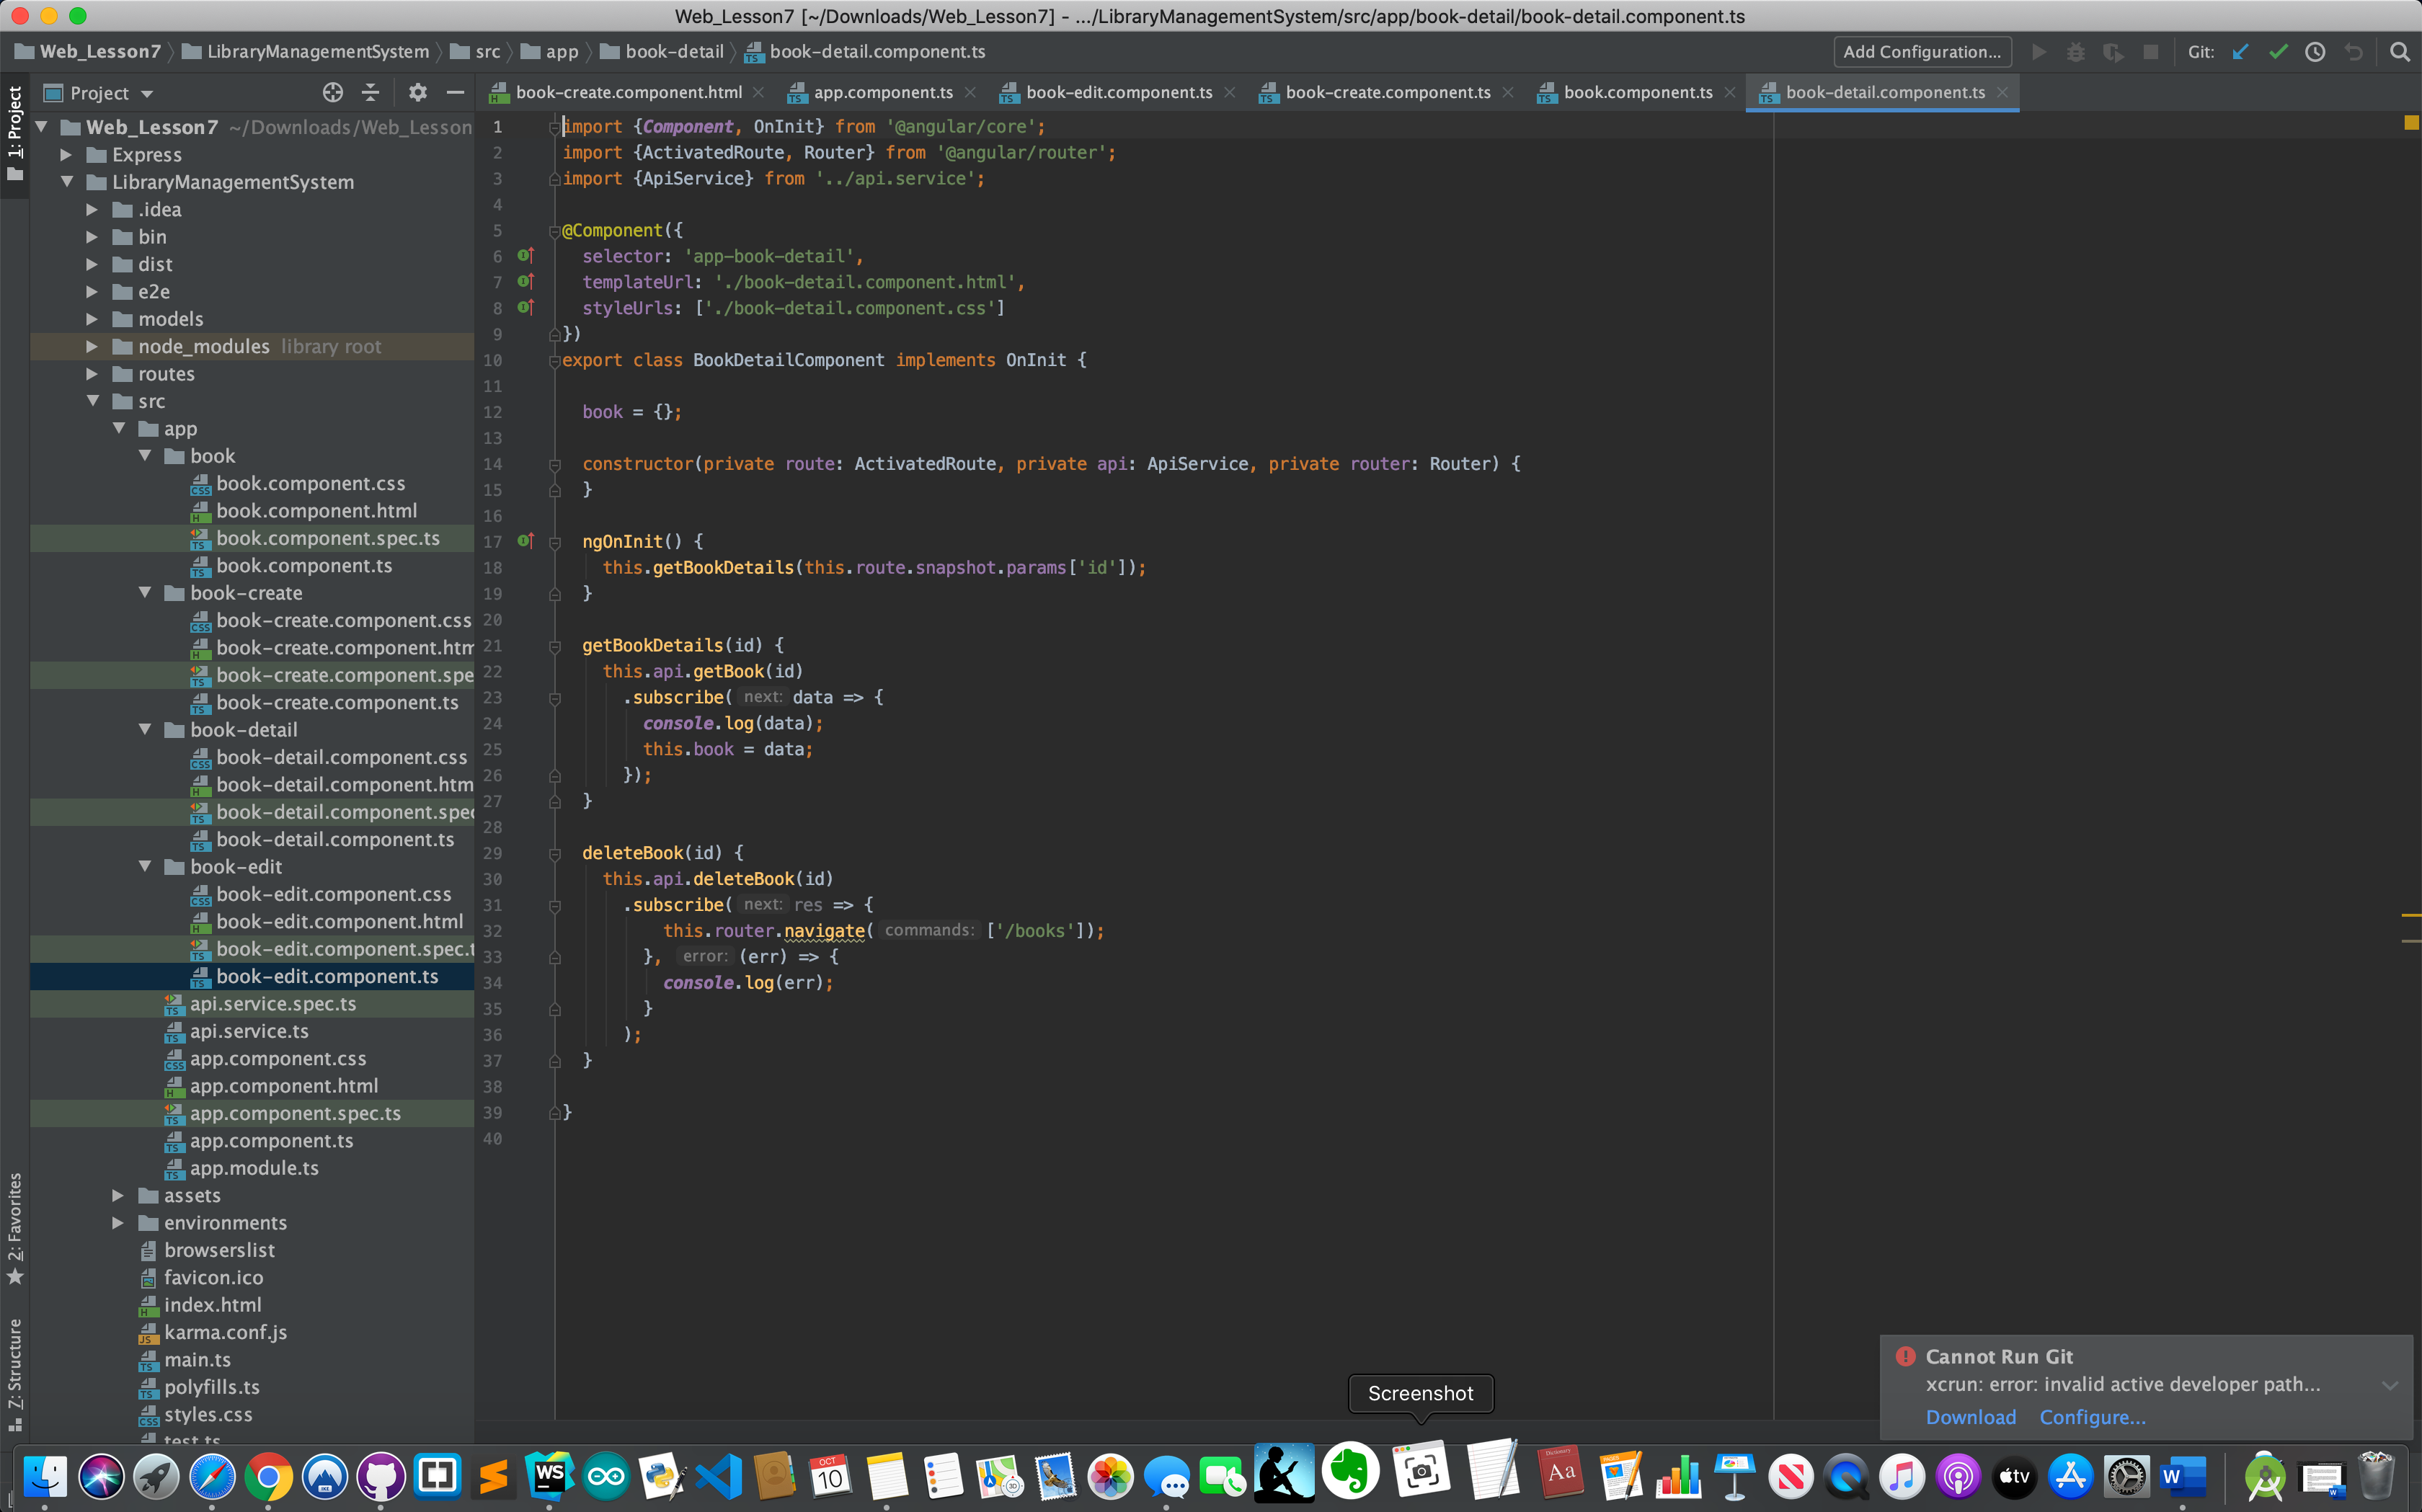 Web_Lesson7 [~/Downloads/Web_Lesson7] - .../LibraryManagementSystem/src/app/book-detail/book-detail.component.ts
Web_Lesson7 LibraryManagementSystem src app book-detail book-detail.component.ts Add Configuration... Git:
Project
book-create.component.html app.component.ts book-edit.component.ts book-create.component.ts book.component.ts book-detail.component.ts
1: Project
2: Favorites
7: Structure
Web_Lesson7 ~/Downloads/Web_Lesson
Express
LibraryManagementSystem
.idea
bin
dist
e2e
models
node_modules library root
routes
src
app
book
book.component.css
book.component.html
book.component.spec.ts
book.component.ts
book-create
book-create.component.css
book-create.component.htm
book-create.component.spe
book-create.component.ts
book-detail
book-detail.component.css
book-detail.component.htm
book-detail.component.spec
book-detail.component.ts
book-edit
book-edit.component.css
book-edit.component.html
book-edit.component.spec.t
book-edit.component.ts
api.service.spec.ts
api.service.ts
app.component.css
app.component.html
app.component.spec.ts
app.component.ts
app.module.ts
assets
environments
browserslist
favicon.ico
index.html
karma.conf.js
main.ts
polyfills.ts
styles.css
test.ts
1 import {Component, OnInit} from '@angular/core';
2 import {ActivatedRoute, Router} from '@angular/router';
3 import {ApiService} from '../api.service';
4
5 @Component({
6 selector: 'app-book-detail',
7 templateUrl: './book-detail.component.html',
8 styleUrls: ['./book-detail.component.css']
9 })
10 export class BookDetailComponent implements OnInit {
11
12 book = {};
13
14 constructor(private route: ActivatedRoute, private api: ApiService, private router: Router) {
15 }
16
17 ngOnInit() {
18 this.getBookDetails(this.route.snapshot.params['id']);
19 }
20
21 getBookDetails(id) {
22 this.api.getBook(id)
23 .subscribe( next: data => {
24 console.log(data);
25 this.book = data;
26 });
27 }
28
29 deleteBook(id) {
30 this.api.deleteBook(id)
31 .subscribe( next: res => {
32 this.router.navigate( commands: ['/books']);
33 }, error: (err) => {
34 console.log(err);
35 }
36 );
37 }
38
39 }
40
Cannot Run Git
xcrun: error: invalid active developer path...
Download Configure...
Screenshot
WS
OCT
10
Aa
tv
W